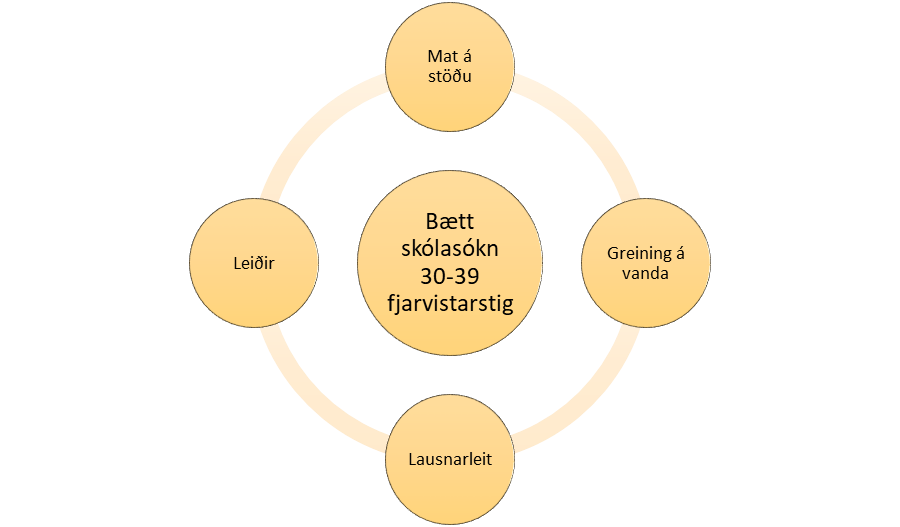 Mat á
stöðu
Bætt
skólasókn
30-39
fjarvistarstig
Greining á
vanda
Lausnarleit
Leiðir